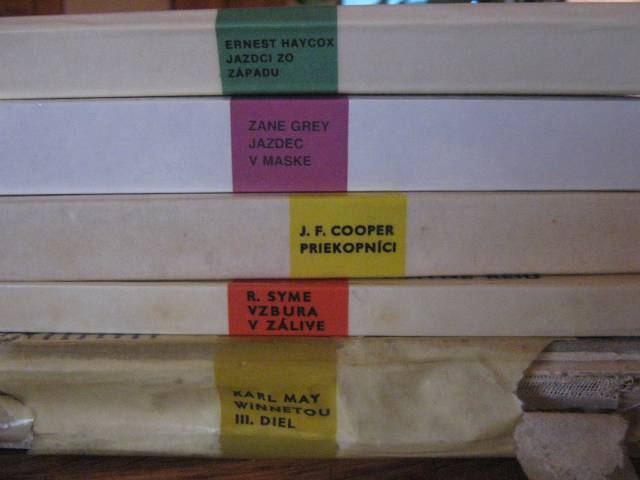 ERNEST HAYCOX
JAZDCI ZO
ZÁPADU
ZANE GREY
JAZDEC
V MASKE
J. F. COOPER
PRIEKOPNÍCI
R. SYME
VZBURA
V ZÁLIVE
KARL MAY
WINNETOU
III. DIEL